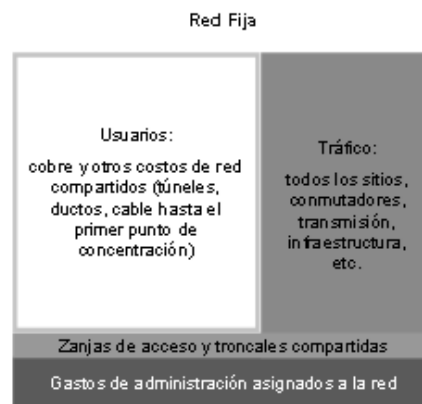 Red Fija
Usuarios:
cobre y otros costos de red
compartidos (túneles,
ductos, cable hasta el
primer punto de
concentración)
Tráfico:
todos los sitios,
conmutadores,
transmisión,
infraestructura,
etc.
Zanjas de acceso y troncales compartidas
Gastos de administración asignados a la red